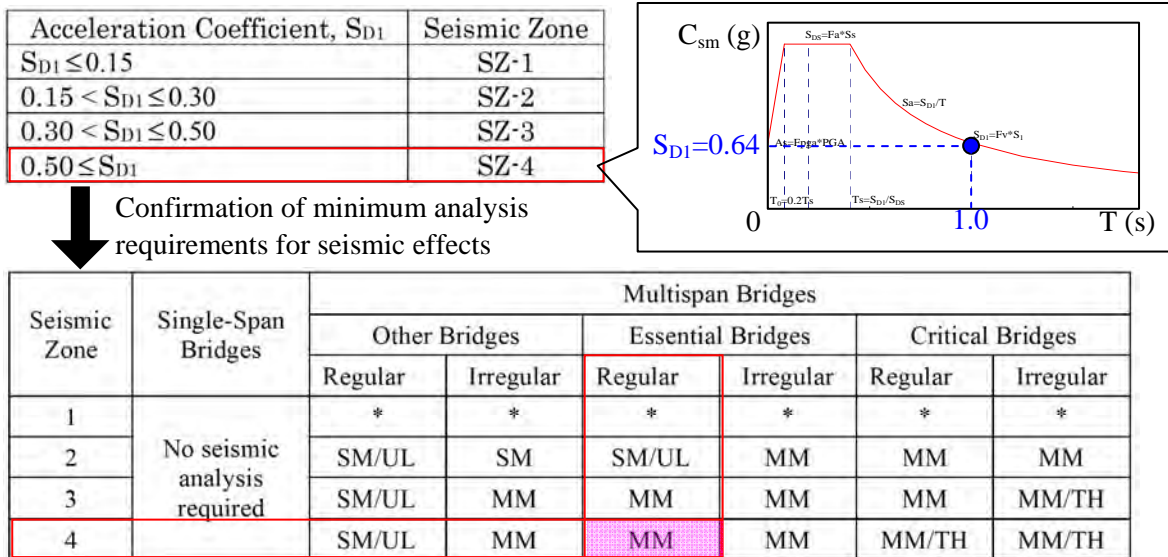 Acceleration Coefficient, SD1 Seismic Zone
SD1≤0.15 SZ-1
0.15 < SD1≤0.30 SZ-2
0.30 < SD1≤0.50 SZ-3
0.50≤SD1 SZ-4
Csm (g)
SDS=Fa*Ss
Sa=SD1/T
SD1=Fv*S1
SD1=0.64
As=Fpga*PGA
T0=0.2Ts
Ts=SD1/SDS
0
1.0
T (s)
Confirmation of minimum analysis
requirements for seismic effects
Seismic Zone
Single-Span Bridges
Multispan Bridges
Other Bridges Essential Bridges Critical Bridges
Regular Irregular Regular Irregular Regular Irregular
No seismic analysis required
1 * * * * * *
2 SM/UL SM SM/UL MM MM MM
3 SM/UL MM MM MM MM MM/TH
4 SM/UL MM MM MM MM/TH MM/TH